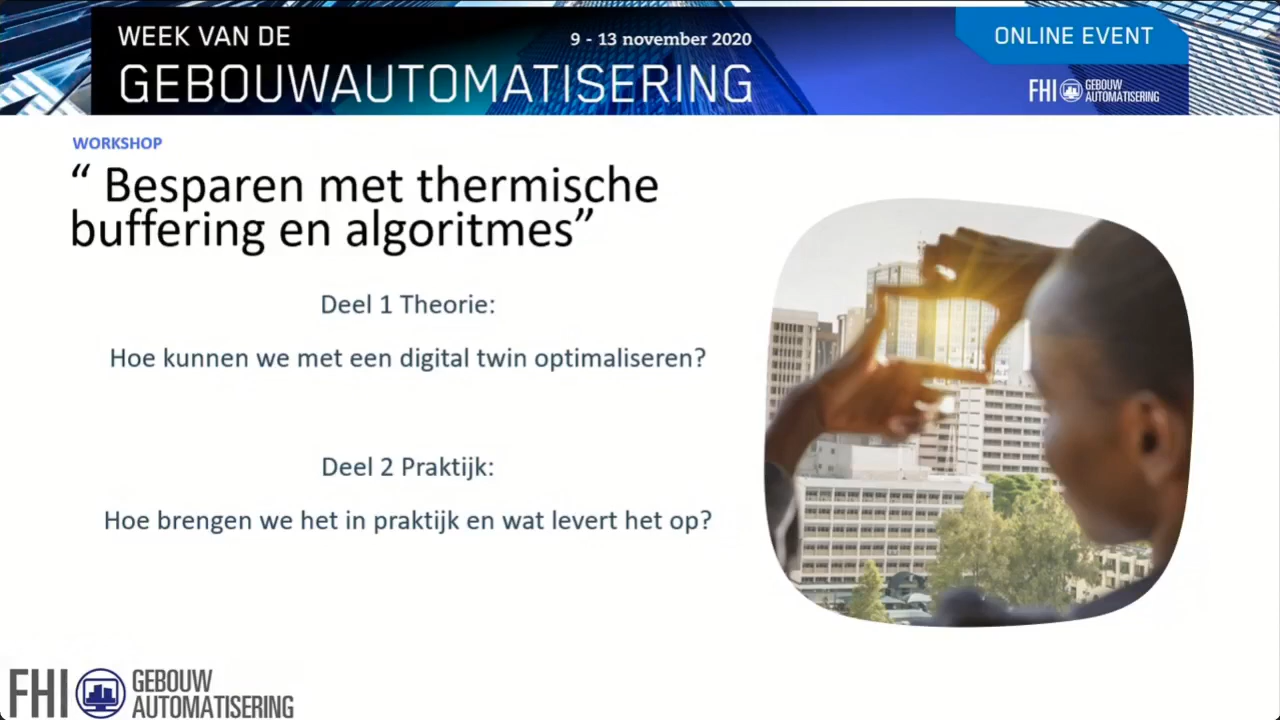 WEEK VAN DE
GEBOUWAUTOMATISERING
9 - 13 november 2020
ONLINE EVENT
FHI GEBOUW
AUTOMATISERING
WORKSHOP
“ Besparen met thermische
buffering en algoritmes”
Deel 1 Theorie:
Hoe kunnen we met een digital twin optimaliseren?
Deel 2 Praktijk:
Hoe brengen we het in praktijk en wat levert het op?
FHI GEBOUW
AUTOMATISERING